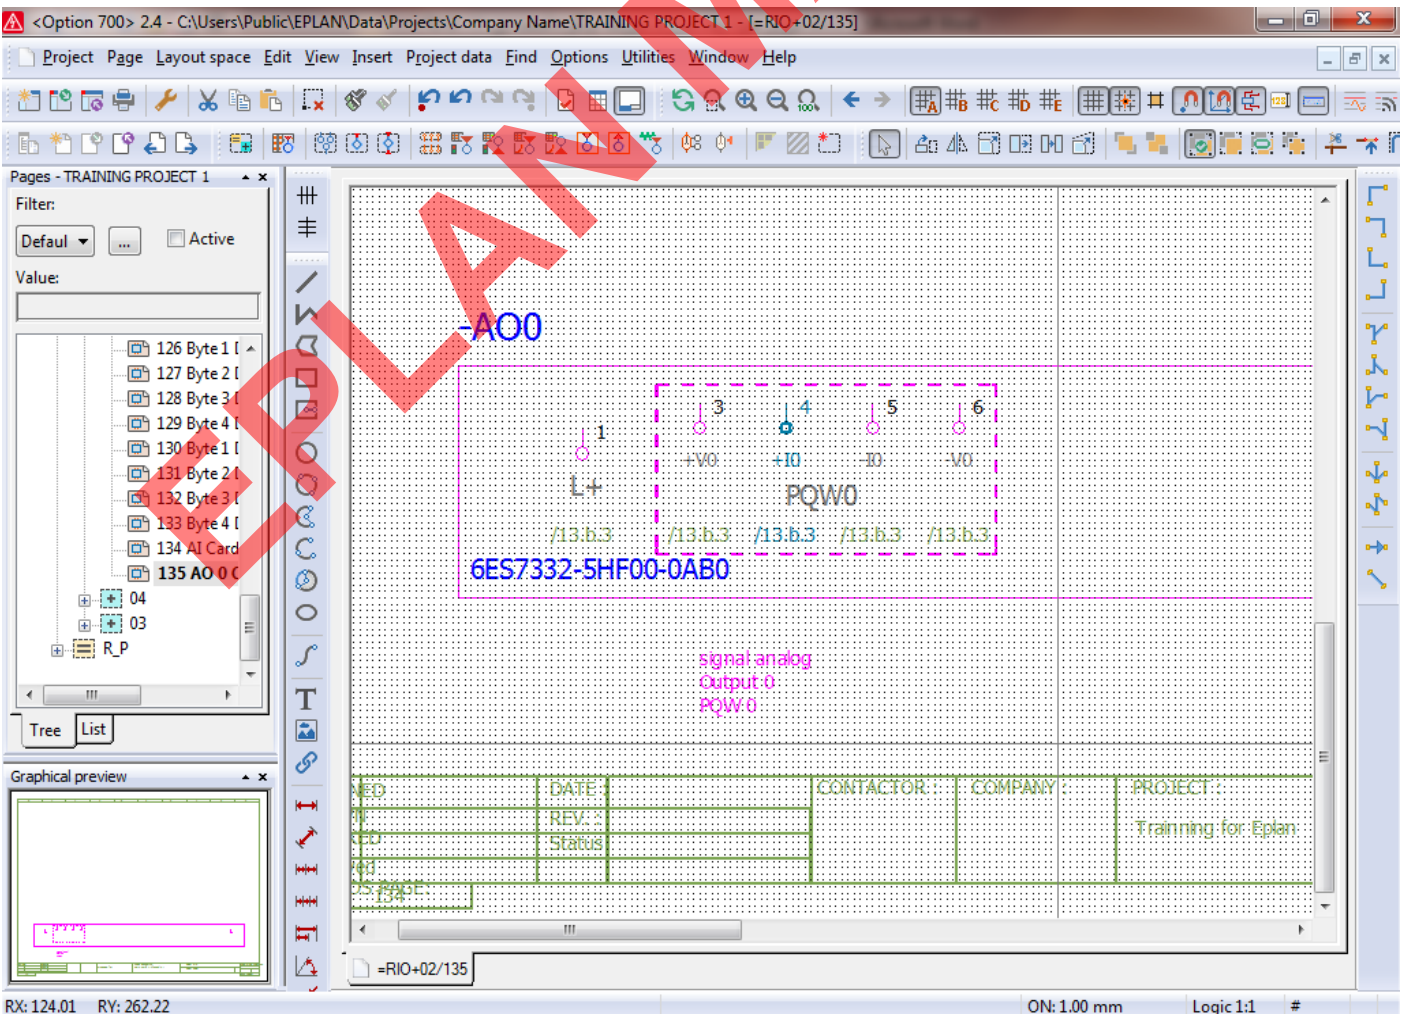 <Option 700> 2.4 - C:\Users\Public\EPLAN\Data\Projects\Company Name\TRAINING PROJECT 1 - [=RIO+02/135]
Project Page Layout space Edit View Insert Project data Find Options Utilities Window Help
Pages - TRAINING PROJECT 1
Filter:
Defaul
...
Active
Value:
126 Byte 1
127 Byte 2
128 Byte 3
129 Byte 4
130 Byte 1
131 Byte 2
132 Byte 3
133 Byte 4
134 AI Card
135 AO 0 C
04
03
R_P
Tree List
Graphical preview
-AO0
1 3 4 5 6
L+ +V0 +I0 -I0 -V0
PQW0
/13.b.3 /13.b.3 /13.b.3 /13.b.3 /13.b.3
6ES7332-5HF00-0AB0
signal analog
Output 0
PQW 0
DATE : CONTACTOR : COMPANY : PROJECT :
REV. :
Status
Trainning for Eplan
134
=RIO+02/135
RX: 124.01 RY: 262.22 ON: 1.00 mm Logic 1:1 #